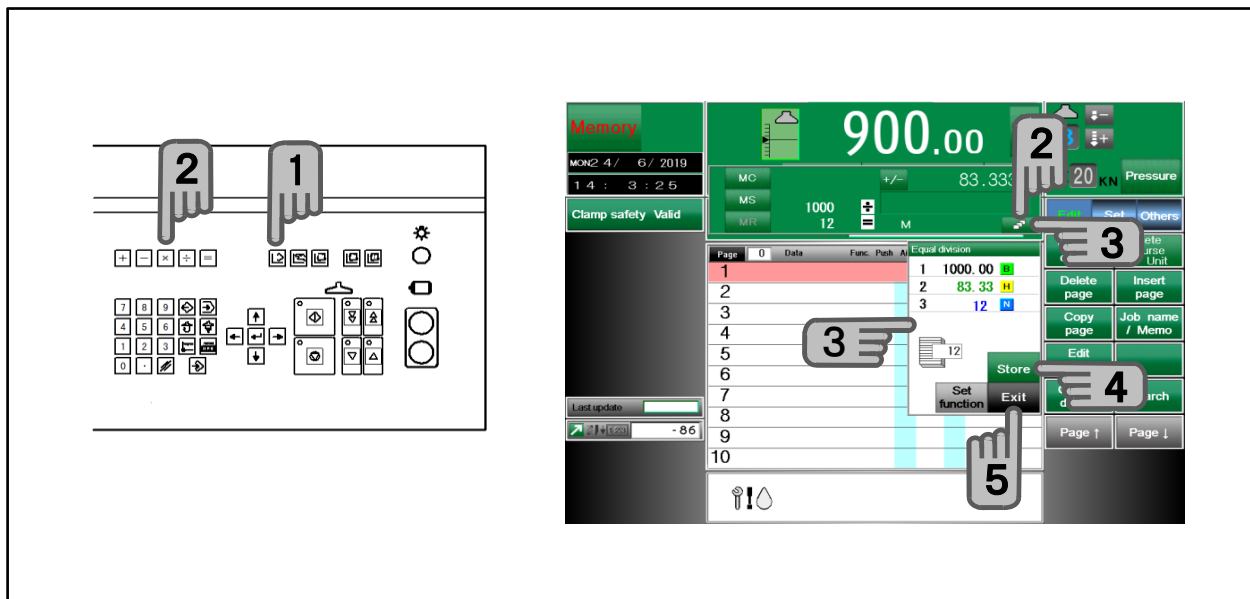 2
1
+ − × ÷ =
7 8 9
4 5 6
1 2 3
0 ·
Memory
MON2 4/ 6/ 2019
14 : 3 : 25
Clamp safety Valid
Last update
-86
900.00
MC
MS
MR
+/-
83.333
1000 ÷
12 =
M
2
20 KN
Pressure
3
Page 0 Data Func. Push
1
2
3
4
5
6
7
8
9
10
Equal division
1 1000.00 B
2 83.33 H
3 12 N
3
12
Store
Set function
Exit
4
5
Edit Set Others
Unit
Delete page
Insert page
Copy page
Job name / Memo
Edit
Page ↑
Page ↓